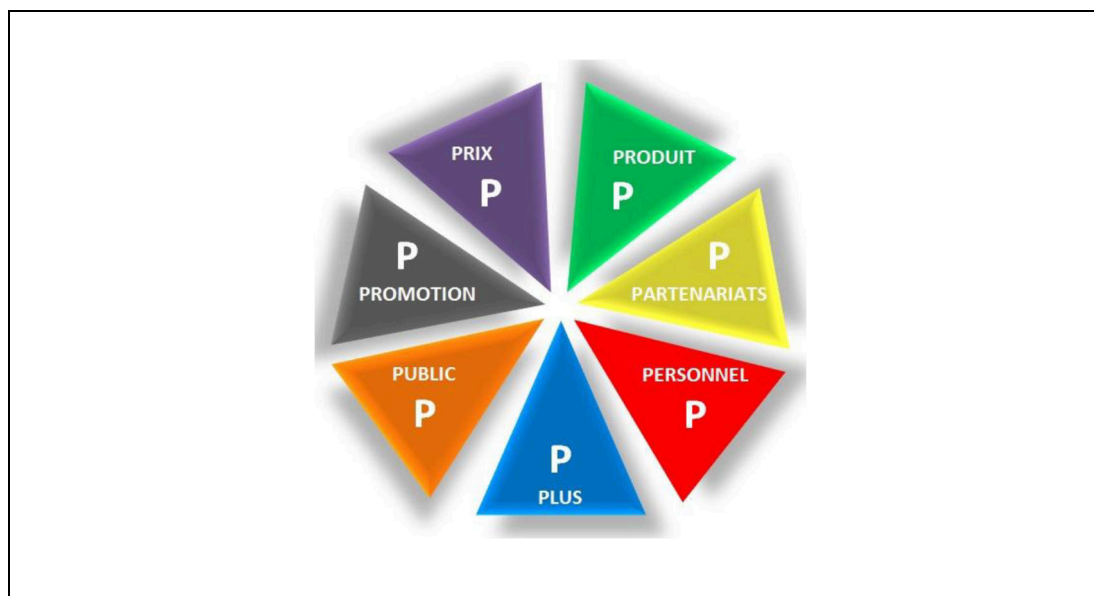 PRIX
P
PRODUIT
P
P
PARTENARIATS
PERSONNEL
P
P
PLUS
PUBLIC
P
P
PROMOTION